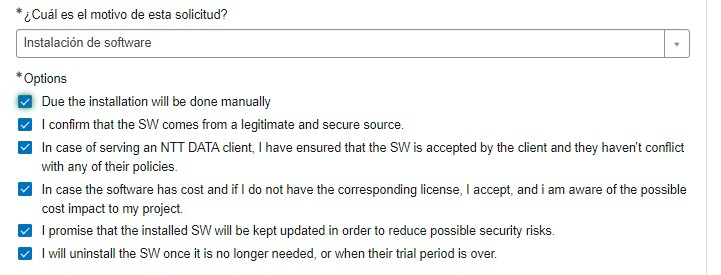 *¿Cuál es el motivo de esta solicitud?
Instalación de software
*Options
Due the installation will be done manually
I confirm that the SW comes from a legitimate and secure source.
In case of serving an NTT DATA client, I have ensured that the SW is accepted by the client and they haven't conflict
with any of their policies.
In case the software has cost and if I do not have the corresponding license, I accept, and i am aware of the possible
cost impact to my project.
I promise that the installed SW will be kept updated in order to reduce possible security risks.
I will uninstall the SW once it is no longer needed, or when their trial period is over.